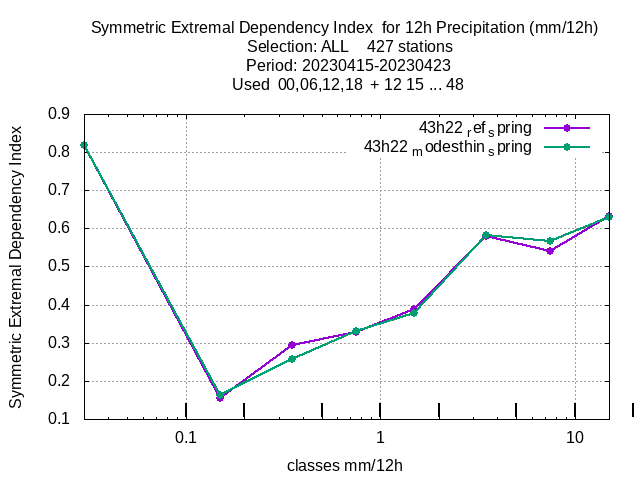 Symmetric Extremal Dependency Index  for 12h Precipitation (mm/12h)
Selection: ALL    427 stations
Period: 20230415-20230423
Used  00,06,12,18  + 12 15 ... 48
43h22 ref spring
43h22 modesthin spring
Symmetric Extremal Dependency Index
0.9
0.8
0.7
0.6
0.5
0.4
0.3
0.2
0.1
0.1 1 10
classes mm/12h